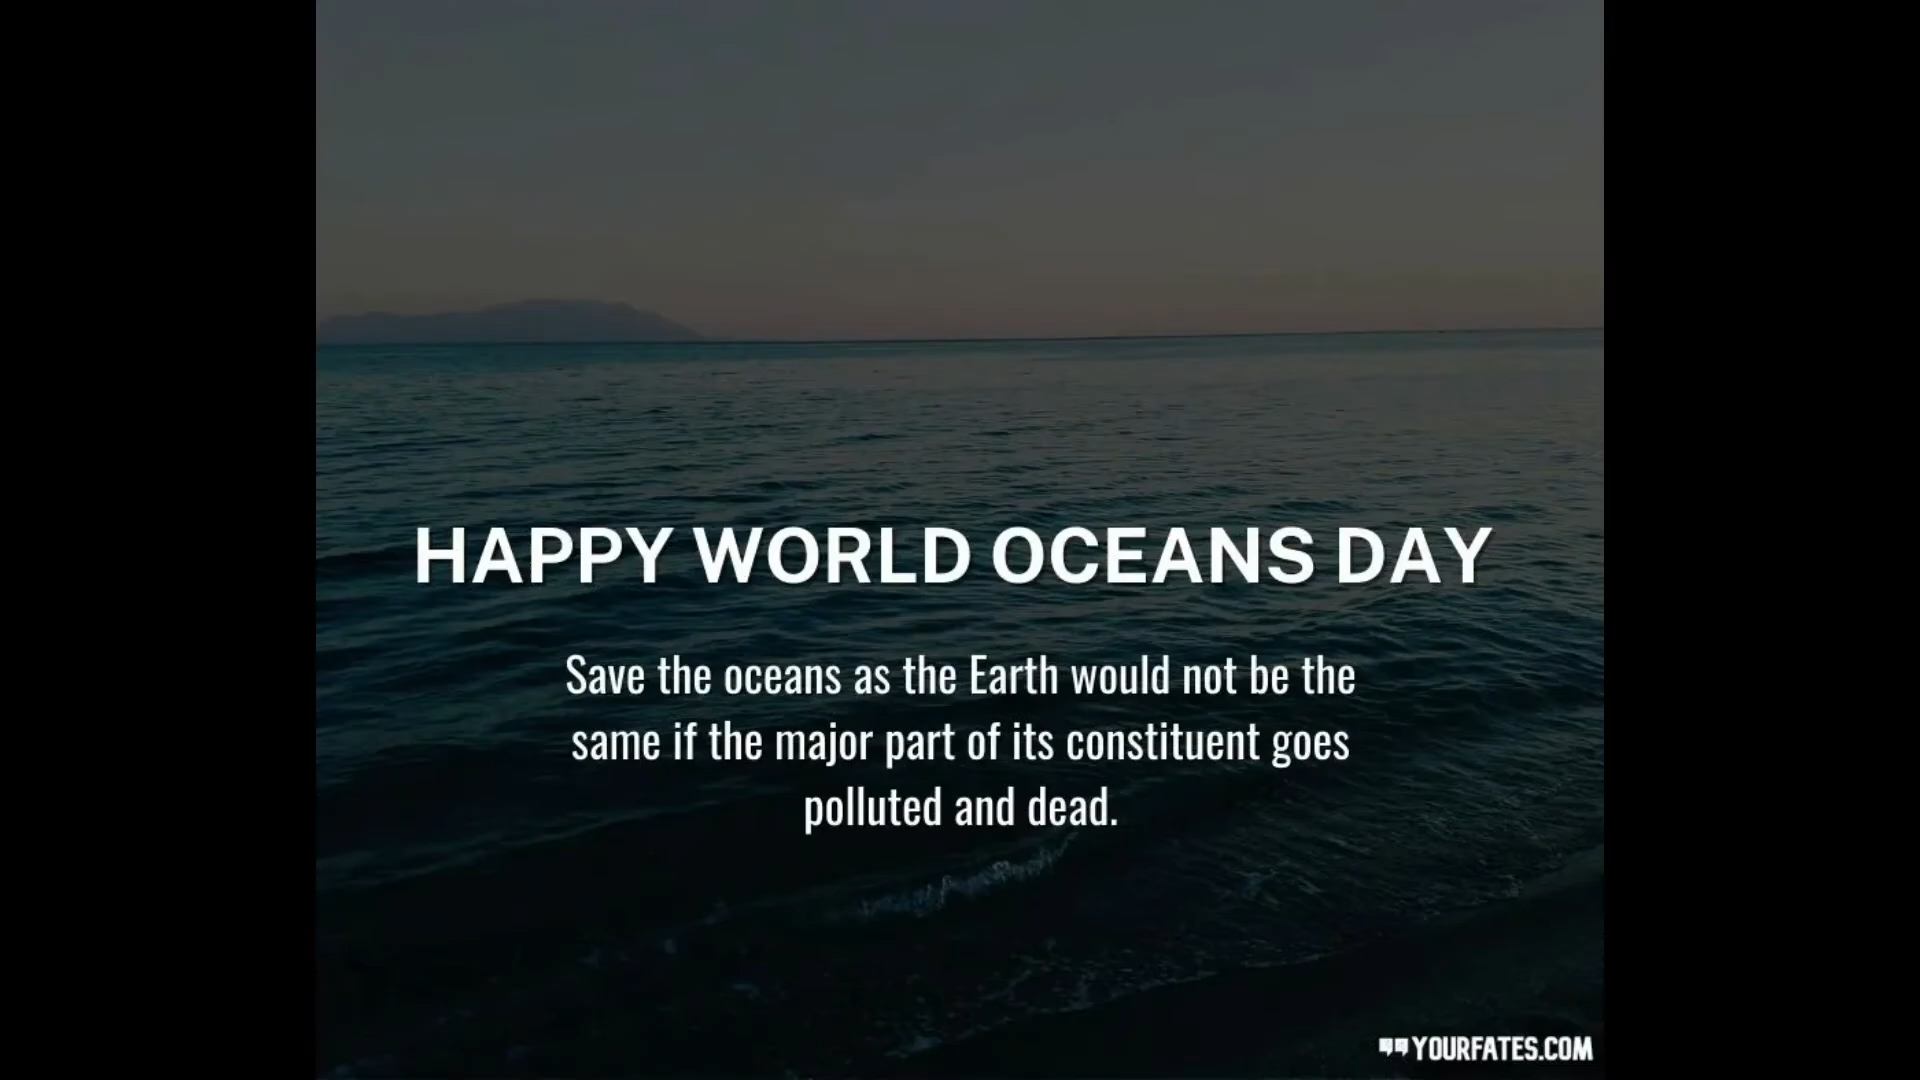 HAPPY WORLD OCEANS DAY
Save the oceans as the Earth would not be the
same if the major part of its constituent goes
polluted and dead.
YOURFATES.COM